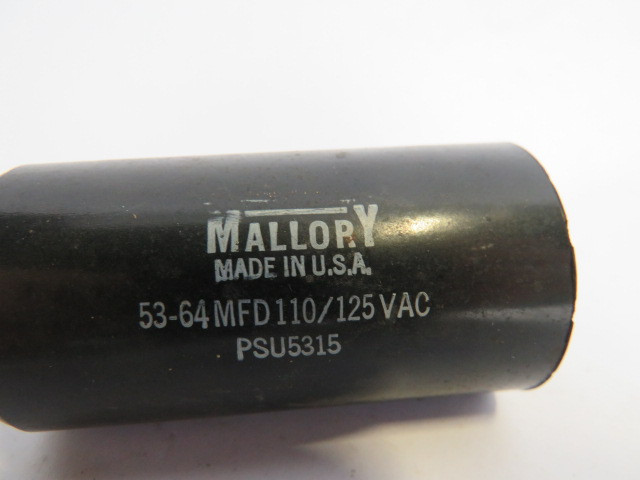 MALLORY
MADE IN U.S.A.
53-64 MFD 110/125 VAC
PSU5315